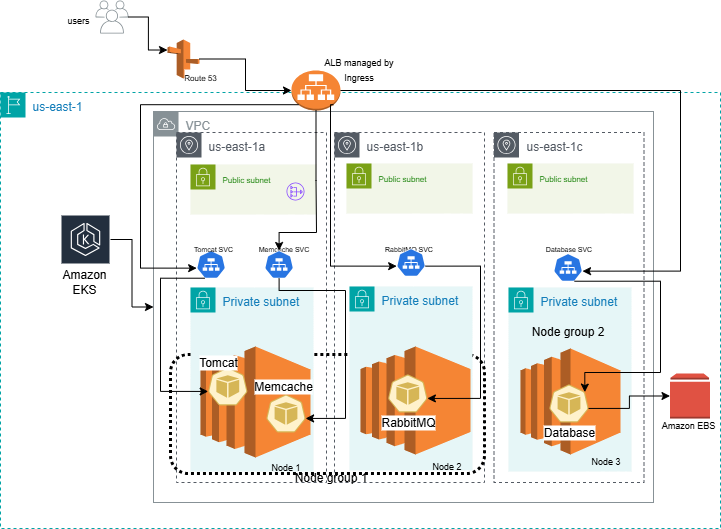 users
Route 53
ALB managed by
Ingress
us-east-1
VPC
us-east-1a
us-east-1b
us-east-1c
Public subnet
Public subnet
Public subnet
Amazon
EKS
Tomcat SVC
Memcache SVC
RabbitMQ SVC
Database SVC
Private subnet
Private subnet
Private subnet
Node group 2
Tomcat
Memcache
RabbitMQ
Database
Amazon EBS
Node 1
Node 2
Node 3
Node group 1